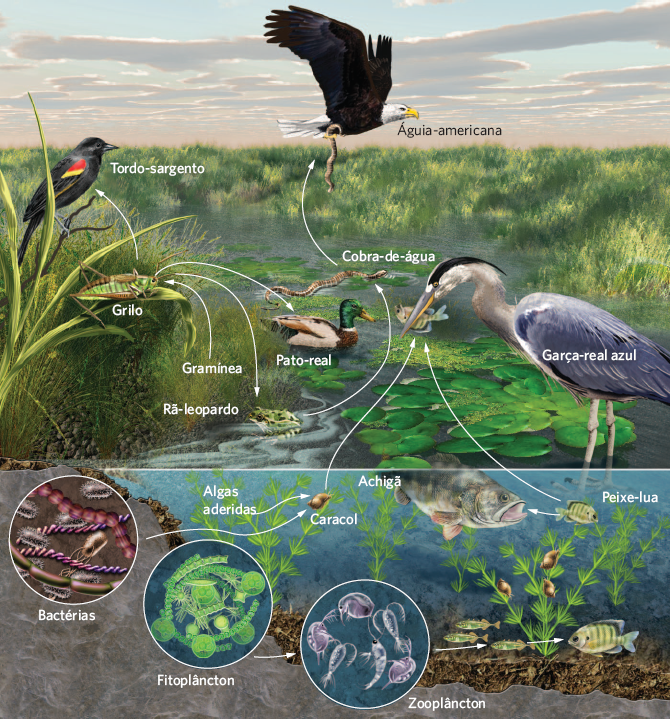 Águia-americana
Tordo-sargento
Cobra-de-água
Grilo
Garça-real azul
Pato-real
Gramínea
Rã-leopardo
Achigã
Algas
aderidas
Peixe-lua
Caracol
Bactérias
Fitoplâncton
Zooplâncton